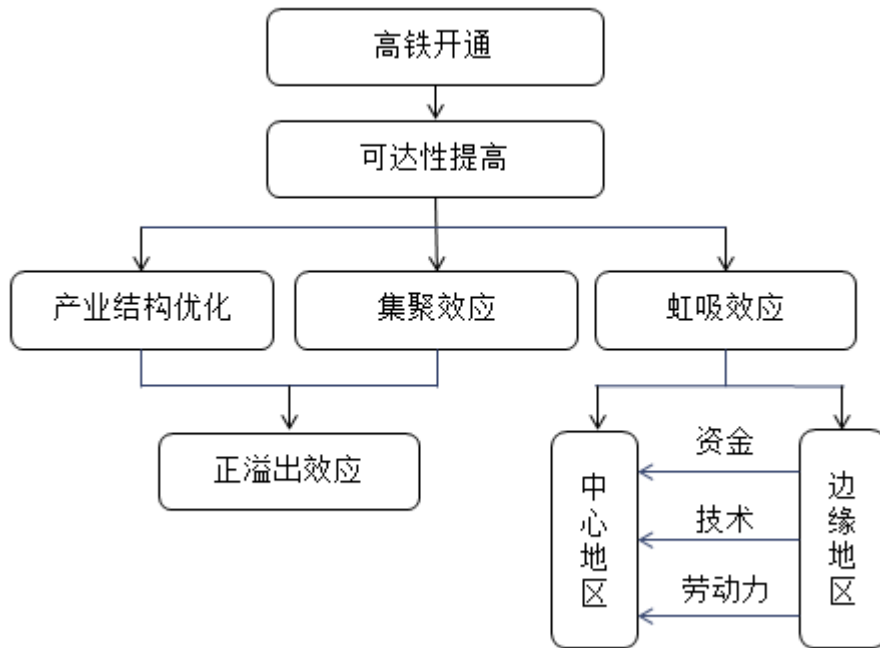 高铁开通
可达性提高
产业结构优化
集聚效应
虹吸效应
正溢出效应
中心地区
资金
技术
劳动力
边缘地区